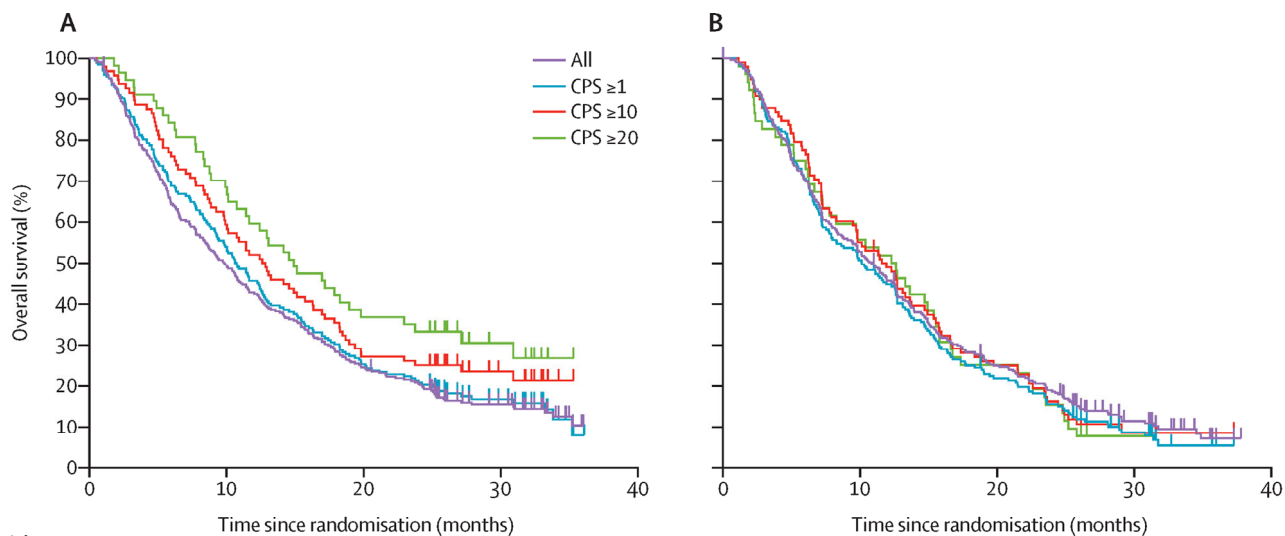 A
B
All
CPS ≥1
CPS ≥10
CPS ≥20
Overall survival (%)
100
90
80
70
60
50
40
30
20
10
0
0 10 20 30 40
0 10 20 30 40
Time since randomisation (months)
Time since randomisation (months)